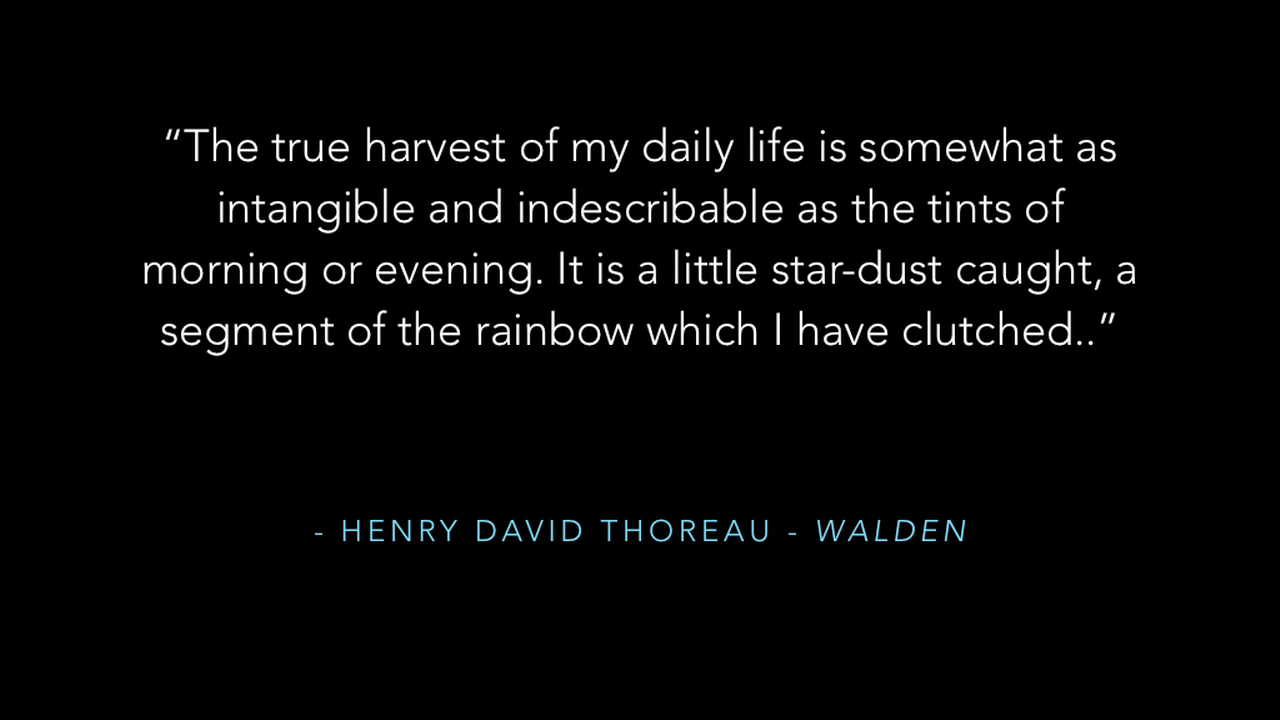 “The true harvest of my daily life is somewhat as
intangible and indescribable as the tints of
morning or evening. It is a little star-dust caught, a
segment of the rainbow which I have clutched..”
- HENRY DAVID THOREAU - WALDEN